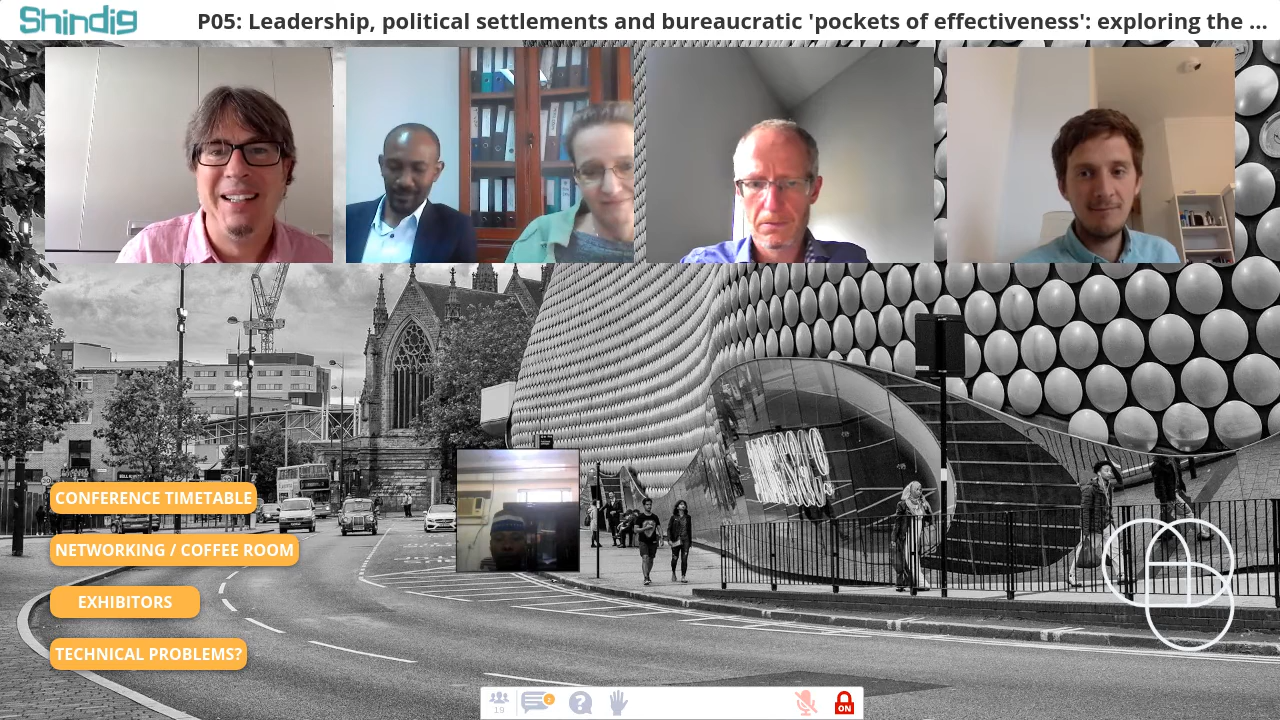 Shindig
P05: Leadership, political settlements and bureaucratic 'pockets of effectiveness': exploring the ...
CONFERENCE TIMETABLE
NETWORKING / COFFEE ROOM
EXHIBITORS
TECHNICAL PROBLEMS?
19
ON